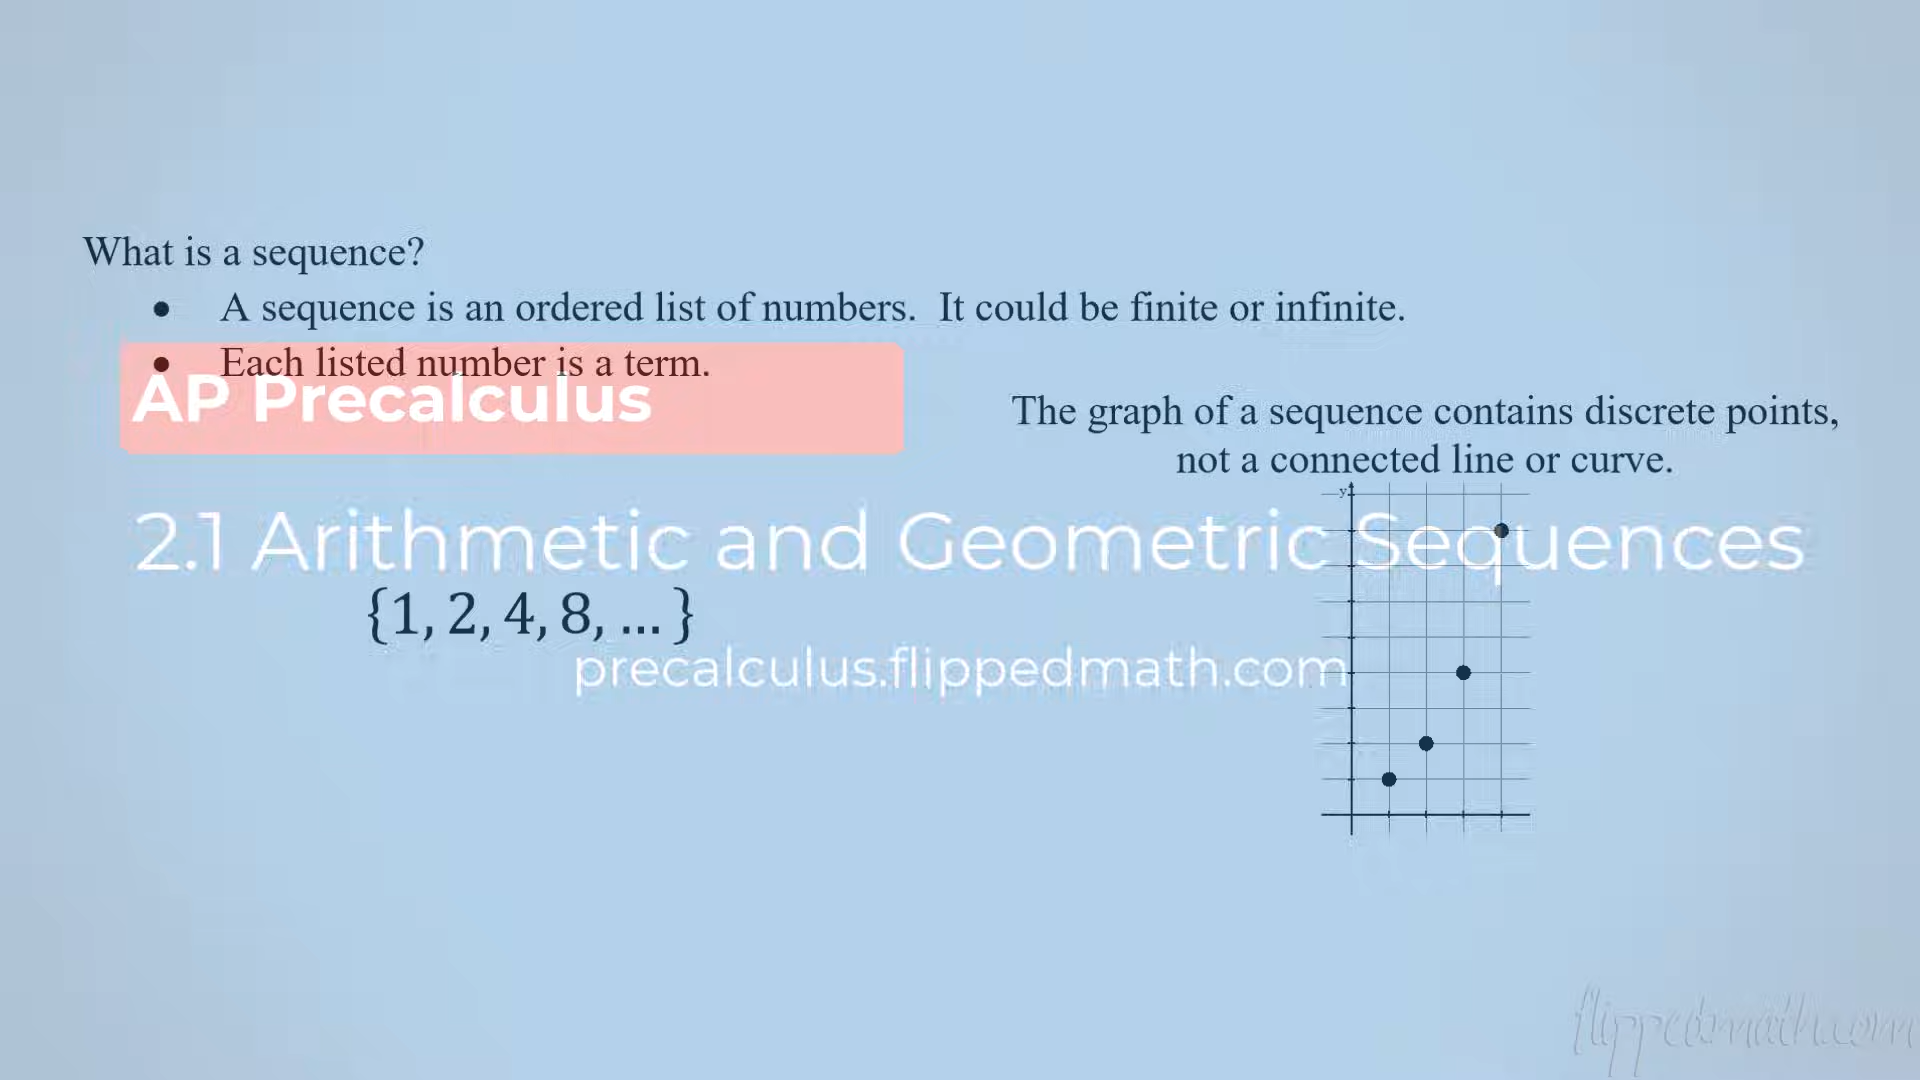 What is a sequence?
• A sequence is an ordered list of numbers. It could be finite or infinite.
• Each listed number is a term.
AP Precalculus
The graph of a sequence contains discrete points,
not a connected line or curve.
y
2.1 Arithmetic and Geometric Sequences
{1, 2, 4, 8, … }
precalculus.flippedmath.com
flippedmath.com